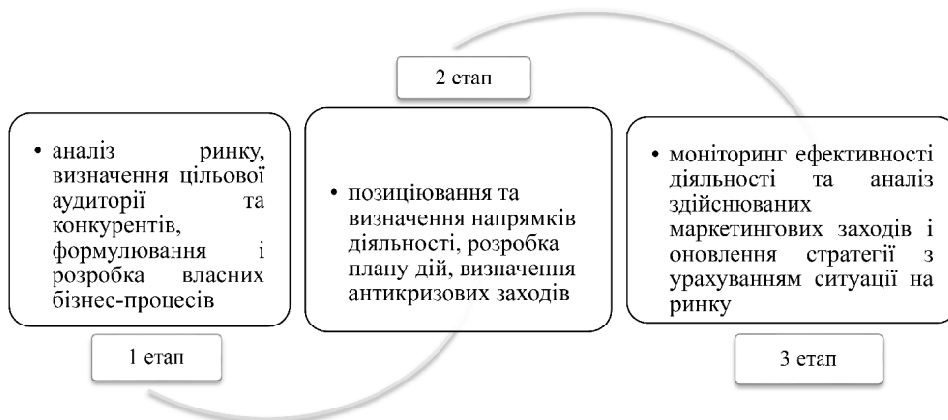 2 етап
• аналіз ринку,
визначення цільової
аудиторії та
конкурентів,
формулювання і
розробка власних
бізнес-процесів
1 етап
• позиціювання та
визначення напрямків
діяльності, розробка
плану дій, визначення
антикризових заходів
• моніторинг ефективності
діяльності та аналіз
здійснюваних
маркетингових заходів і
оновлення стратегії з
урахуванням ситуації на
ринку
3 етап